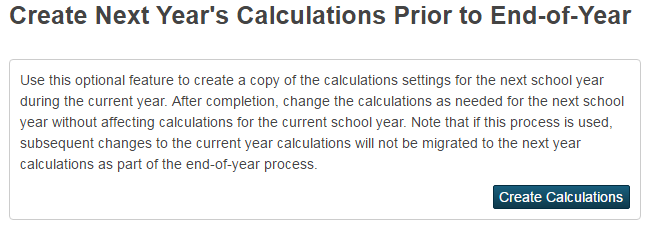 Create Next Year's Calculations Prior to End-of-Year
Use this optional feature to create a copy of the calculations settings for the next school year
during the current year. After completion, change the calculations as needed for the next school
year without affecting calculations for the current school year. Note that if this process is used,
subsequent changes to the current year calculations will not be migrated to the next year
calculations as part of the end-of-year process.
Create Calculations